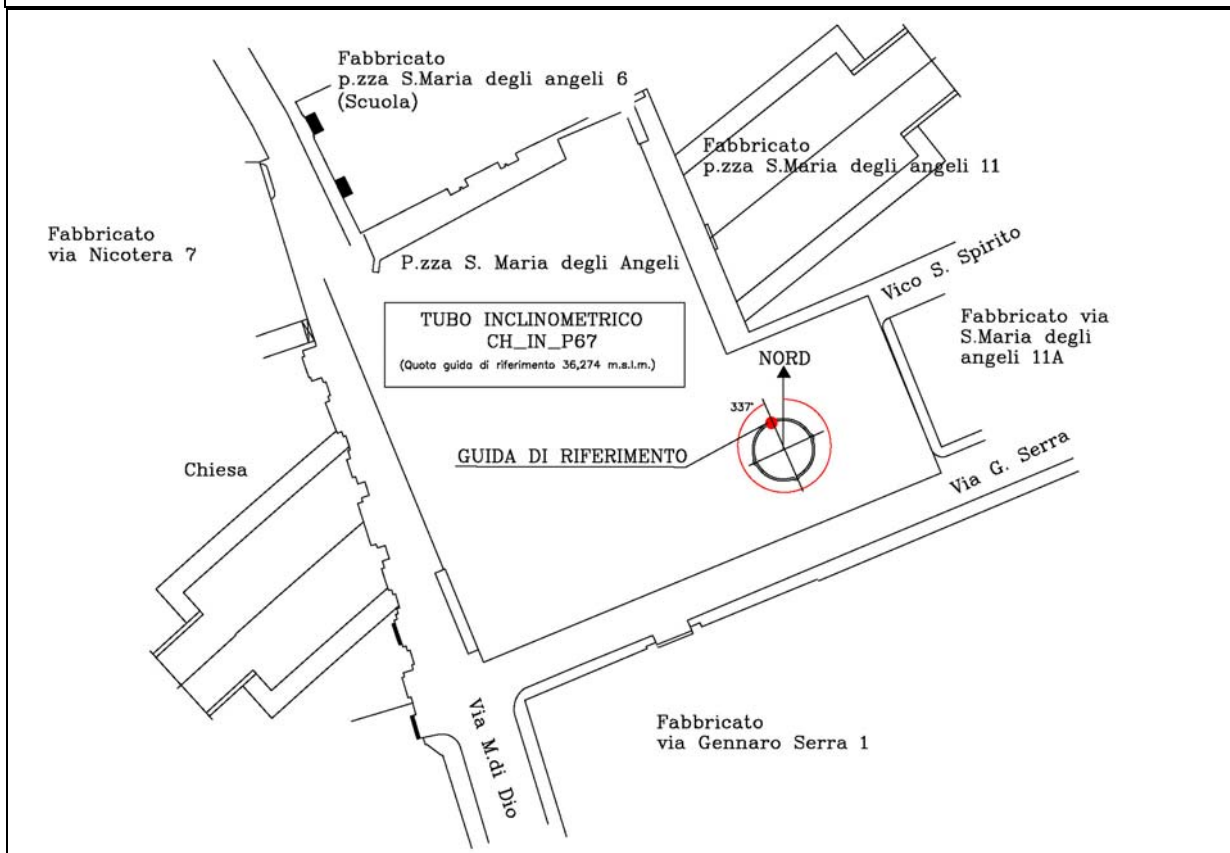 Fabbricato
p.zza S.Maria degli angeli 6
(Scuola)
Fabbricato
p.zza S.Maria degli angeli 11
Fabbricato
via Nicotera 7
P.zza S. Maria degli Angeli
Vico S. Spirito
TUBO INCLINOMETRICO
CH_IN_P67
(Quota guida di riferimento 36,274 m.s.l.m.)
Fabbricato via
S.Maria degli
angeli 11A
NORD
337°
GUIDA DI RIFERIMENTO
Via G. Serra
Chiesa
Via M.di Dio
Fabbricato
via Gennaro Serra 1